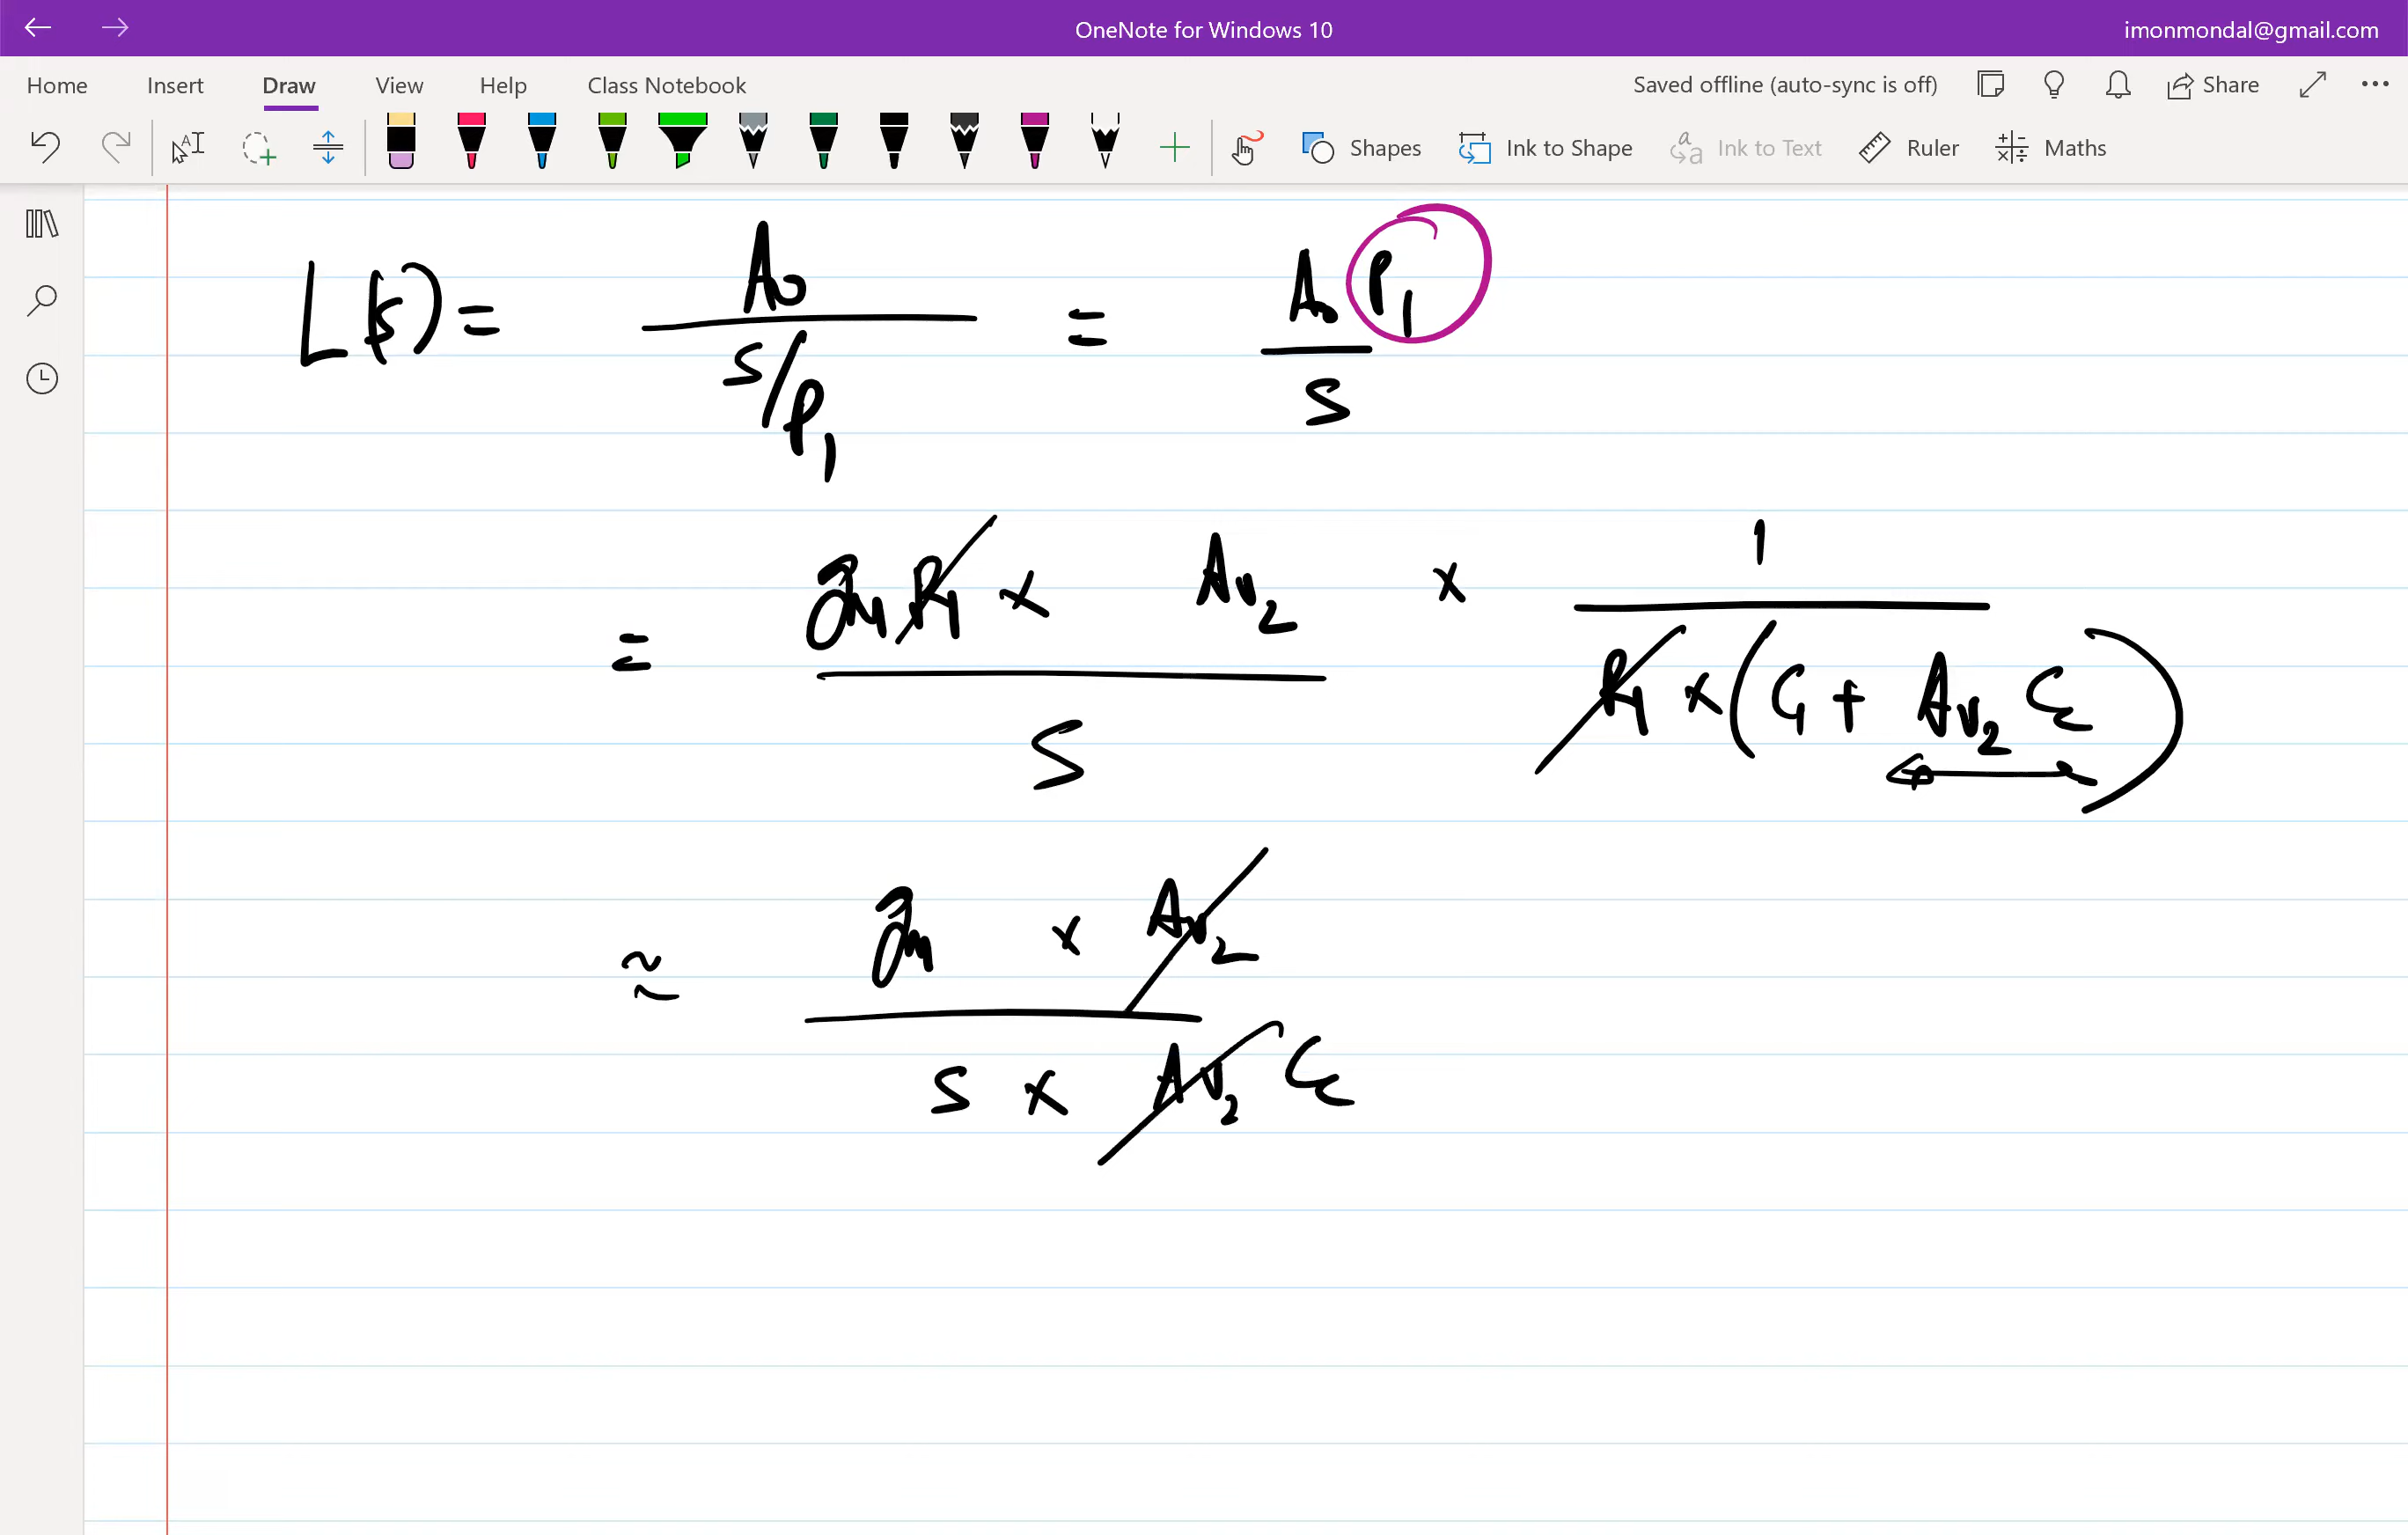 OneNote for Windows 10 imonmondal@gmail.com
Home Insert Draw View Help Class Notebook Saved offline (auto-sync is off) Share
Shapes Ink to Shape Ink to Text Ruler Maths
L(s) = A₀ / (s/p₁) = A₀ p₁ / s
= (gm₁ R₁ × Av₂) / s × 1 / (R₁ × (C₁ + Av₂ Cc))
≈ (gm₁ × Av₂) / (s × Av₂ Cc)